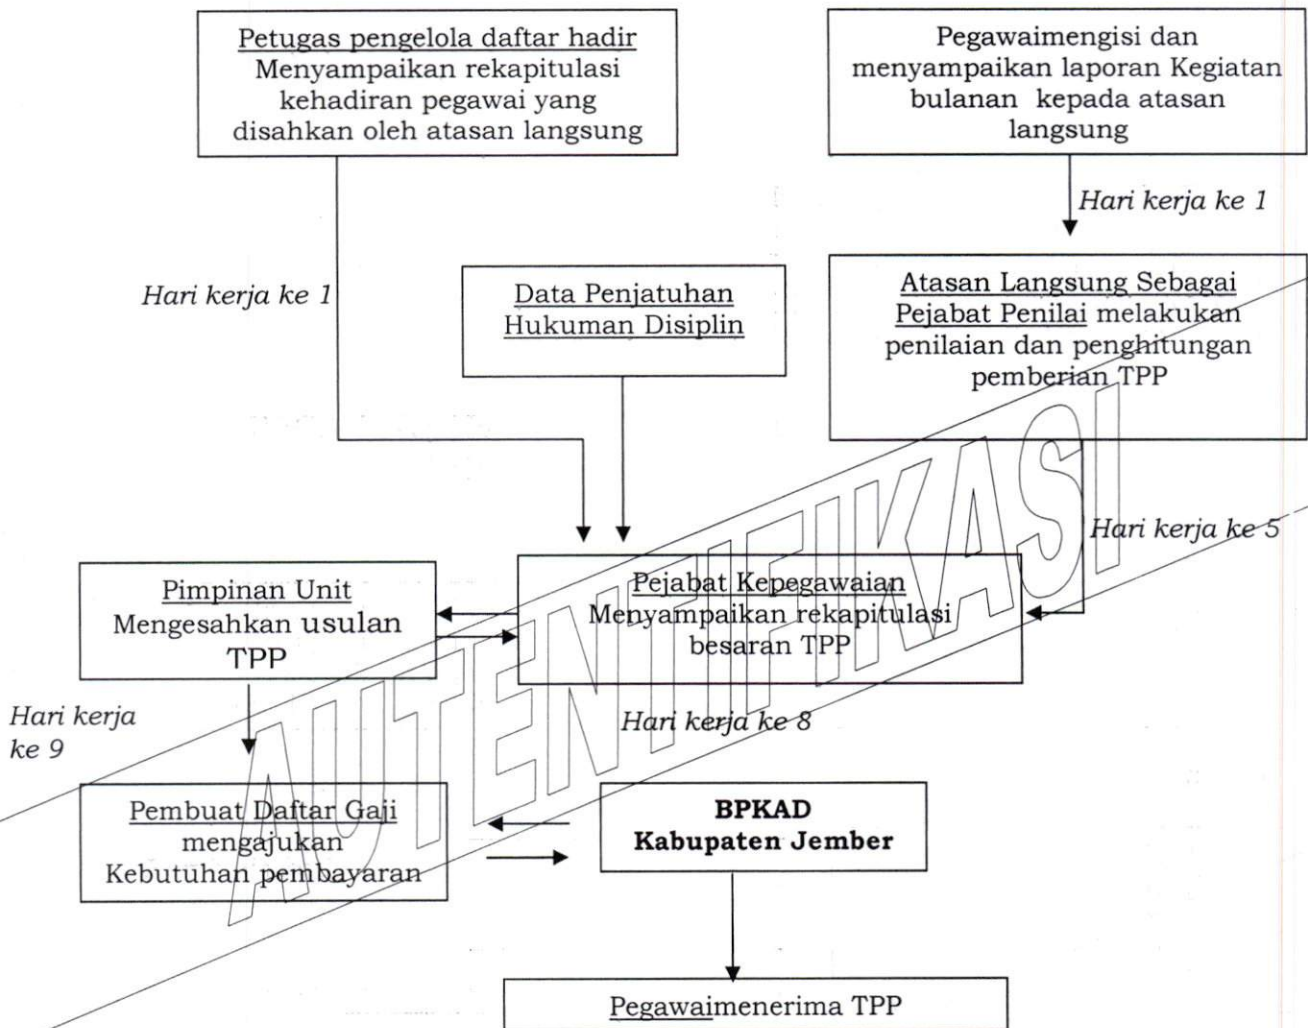 Petugas pengelola daftar hadir
Menyampaikan rekapitulasi
kehadiran pegawai yang
disahkan oleh atasan langsung
Pegawaimengisi dan
menyampaikan laporan Kegiatan
bulanan kepada atasan
langsung
Hari kerja ke 1
Hari kerja ke 1
Data Penjatuhan
Hukuman Disiplin
Atasan Langsung Sebagai
Pejabat Penilai melakukan
penilaian dan penghitungan
pemberian TPP
Hari kerja ke 5
Pimpinan Unit
Mengesahkan usulan
TPP
Pejabat Kepegawaian
Menyampaikan rekapitulasi
besaran TPP
Hari kerja
ke 9
Hari kerja ke 8
Pembuat Daftar Gaji
mengajukan
Kebutuhan pembayaran
BPKAD
Kabupaten Jember
Pegawaimenerima TPP
AUTENTIFIKASI